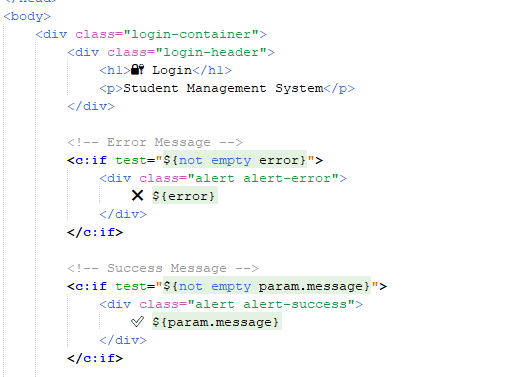 </head>
<body>
<div class="login-container">
<div class="login-header">
<h1>🔐 Login</h1>
<p>Student Management System</p>
</div>
<!-- Error Message -->
<c:if test="${not empty error}">
<div class="alert alert-error">
❌ ${error}
</div>
</c:if>
<!-- Success Message -->
<c:if test="${not empty param.message}">
<div class="alert alert-success">
✅ ${param.message}
</div>
</c:if>